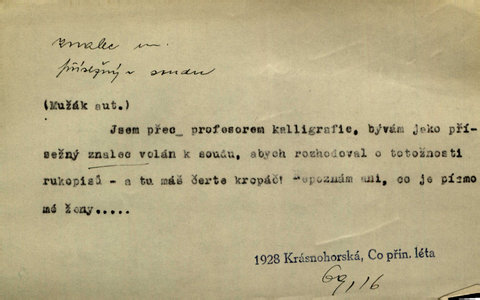 znalec m.
přísežný u soudu
(Mužák aut.)
Jsem přec_ profesorem kalligrafie, bývám jako pří-
sežný znalec volán k soudu, abych rozhodoval o totožnosti
rukopisů - a tu máš čerte kropáč! Nepoznám ani, co je písmo
mé ženy.....
1928 Krásnohorská, Co přin. léta
69, 16